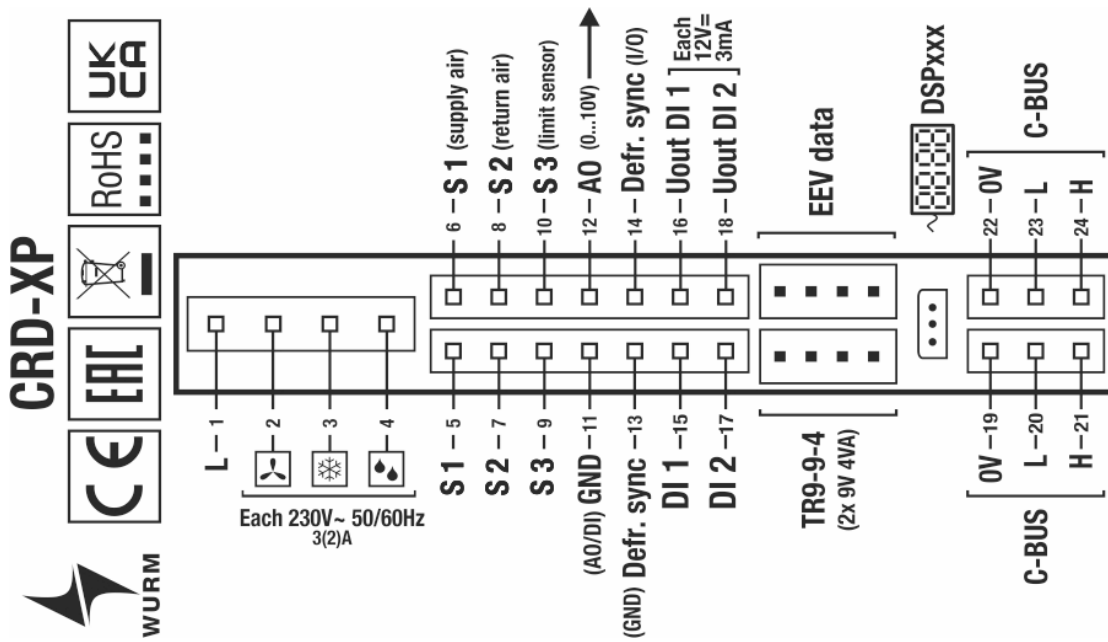 CRD-XP
CE
EAC
RoHS
UK
CA
WURM
6 S 1 (supply air)
8 S 2 (return air)
10 S 3 (limit sensor)
12 AO (0...10V)
14 Defr. sync (I/O)
16 Uout DI 1
18 Uout DI 2
Each
12V=
3mA
EEV data
DSPxxx
C-BUS
22 0V
23 L
24 H
L 1
2
3
4
Each 230V~ 50/60Hz
3(2)A
S 1 5
S 2 7
S 3 9
(AO/DI) GND 11
(GND) Defr. sync 13
DI 1 15
DI 2 17
TR9-9-4
(2x 9V 4VA)
0V 19
L 20
H 21
C-BUS